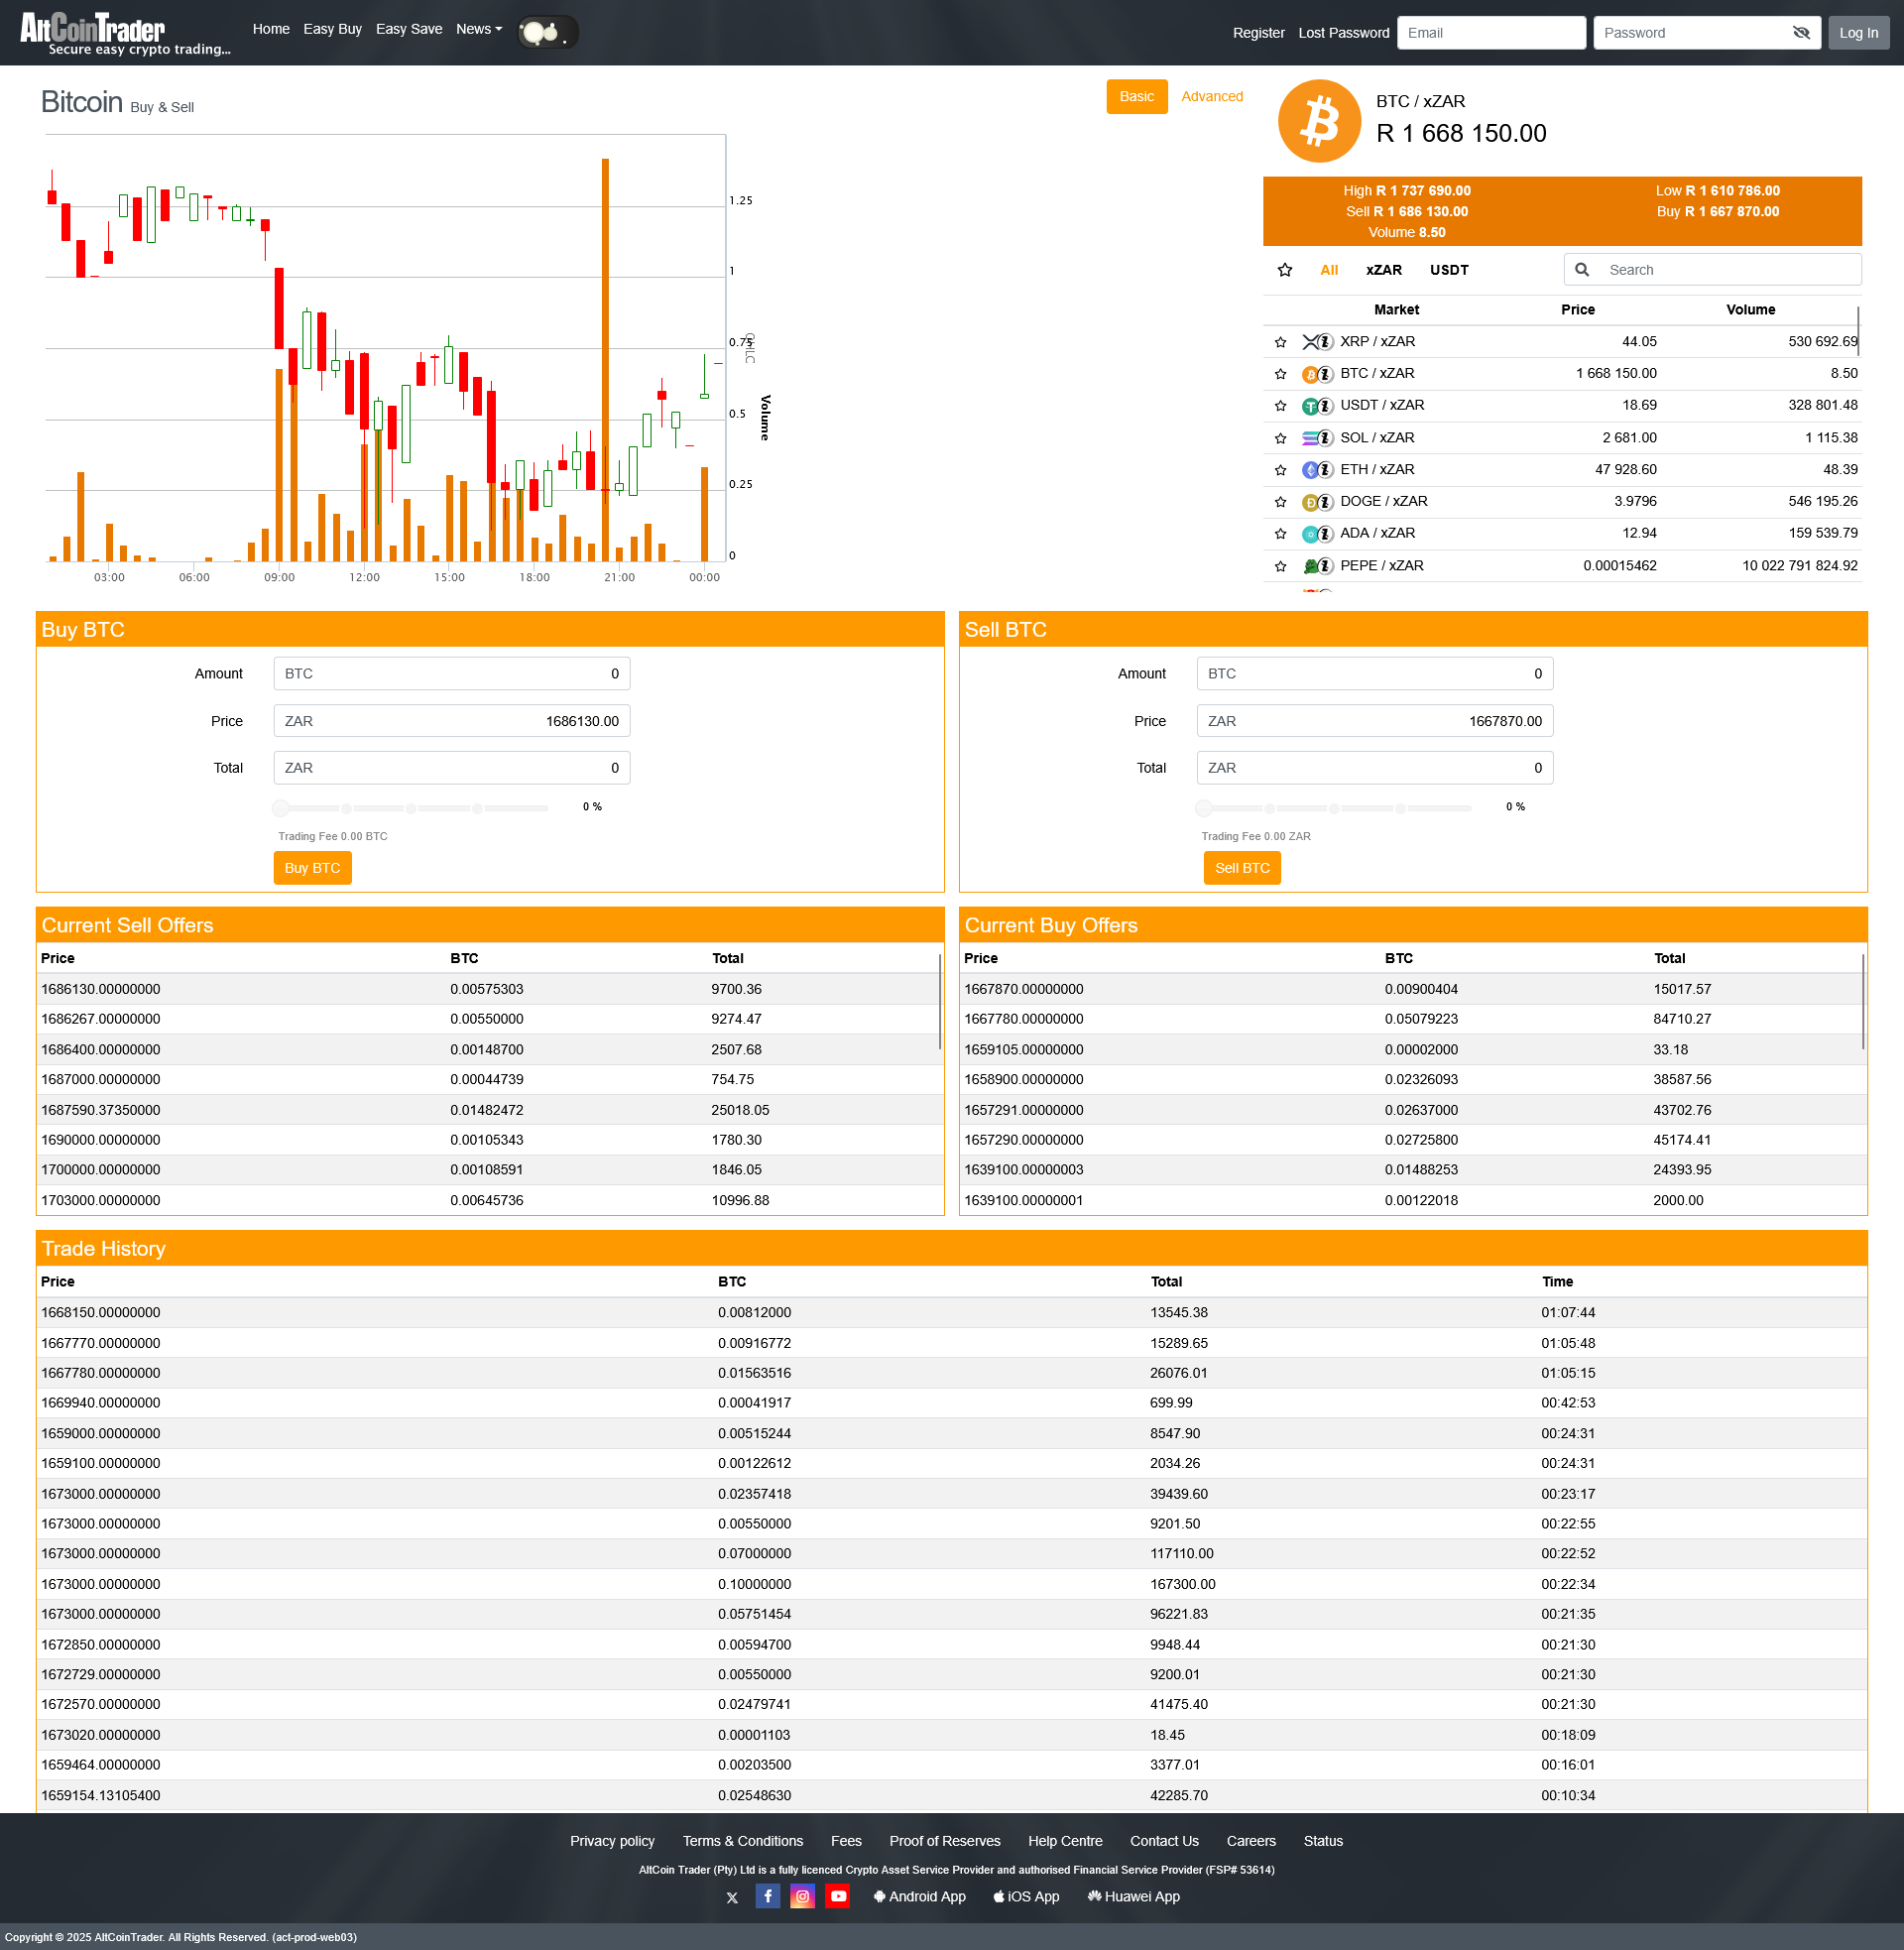 AltCoinTrader
Secure easy crypto trading...
Home Easy Buy Easy Save News
Register Lost Password Email Password Log In
Bitcoin Buy & Sell
Basic Advanced
BTC / xZAR
R 1 668 150.00
High R 1 737 690.00 Low R 1 610 786.00
Sell R 1 686 130.00 Buy R 1 667 870.00
Volume 8.50
All xZAR USDT Search
Market Price Volume
XRP / xZAR 44.05 530 692.69
BTC / xZAR 1 668 150.00 8.50
USDT / xZAR 18.69 328 801.48
SOL / xZAR 2 681.00 1 115.38
ETH / xZAR 47 928.60 48.39
DOGE / xZAR 3.9796 546 195.26
ADA / xZAR 12.94 159 539.79
PEPE / xZAR 0.00015462 10 022 791 824.92
1.25
1
0.75
OHLC
0.5
Volume
0.25
0
03:00 06:00 09:00 12:00 15:00 18:00 21:00 00:00
Buy BTC
Amount BTC 0
Price ZAR 1686130.00
Total ZAR 0
0 %
Trading Fee 0.00 BTC
Buy BTC
Sell BTC
Amount BTC 0
Price ZAR 1667870.00
Total ZAR 0
0 %
Trading Fee 0.00 ZAR
Sell BTC
Current Sell Offers
Price BTC Total
1686130.00000000 0.00575303 9700.36
1686267.00000000 0.00550000 9274.47
1686400.00000000 0.00148700 2507.68
1687000.00000000 0.00044739 754.75
1687590.37350000 0.01482472 25018.05
1690000.00000000 0.00105343 1780.30
1700000.00000000 0.00108591 1846.05
1703000.00000000 0.00645736 10996.88
Current Buy Offers
Price BTC Total
1667870.00000000 0.00900404 15017.57
1667780.00000000 0.05079223 84710.27
1659105.00000000 0.00002000 33.18
1658900.00000000 0.02326093 38587.56
1657291.00000000 0.02637000 43702.76
1657290.00000000 0.02725800 45174.41
1639100.00000003 0.01488253 24393.95
1639100.00000001 0.00122018 2000.00
Trade History
Price BTC Total Time
1668150.00000000 0.00812000 13545.38 01:07:44
1667770.00000000 0.00916772 15289.65 01:05:48
1667780.00000000 0.01563516 26076.01 01:05:15
1669940.00000000 0.00041917 699.99 00:42:53
1659000.00000000 0.00515244 8547.90 00:24:31
1659100.00000000 0.00122612 2034.26 00:24:31
1673000.00000000 0.02357418 39439.60 00:23:17
1673000.00000000 0.00550000 9201.50 00:22:55
1673000.00000000 0.07000000 117110.00 00:22:52
1673000.00000000 0.10000000 167300.00 00:22:34
1673000.00000000 0.05751454 96221.83 00:21:35
1672850.00000000 0.00594700 9948.44 00:21:30
1672729.00000000 0.00550000 9200.01 00:21:30
1672570.00000000 0.02479741 41475.40 00:21:30
1673020.00000000 0.00001103 18.45 00:18:09
1659464.00000000 0.00203500 3377.01 00:16:01
1659154.13105400 0.02548630 42285.70 00:10:34
Privacy policy Terms & Conditions Fees Proof of Reserves Help Centre Contact Us Careers Status
AltCoin Trader (Pty) Ltd is a fully licenced Crypto Asset Service Provider and authorised Financial Service Provider (FSP# 53614)
Android App iOS App Huawei App
Copyright © 2025 AltCoinTrader. All Rights Reserved. (act-prod-web03)